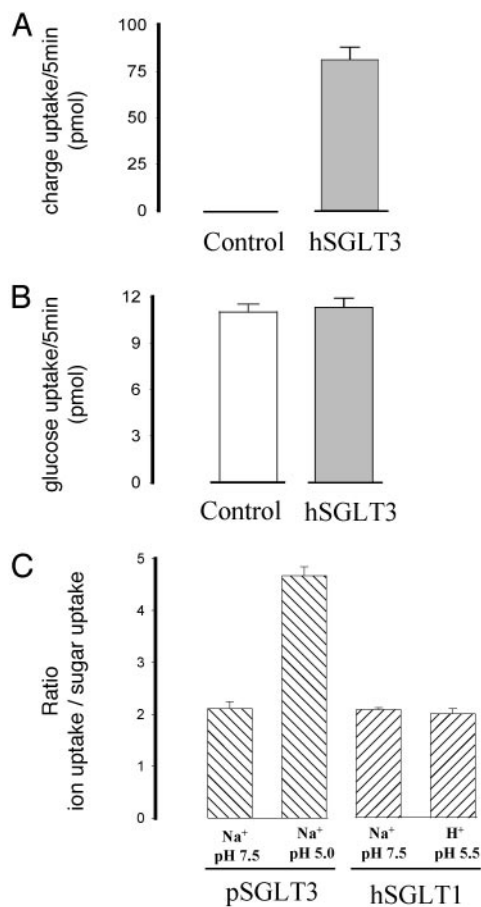 A
charge uptake/5min
(pmol)
100
75
50
25
0
Control hSGLT3
B
glucose uptake/5min
(pmol)
12
9
6
3
0
Control hSGLT3
C
Ratio
ion uptake / sugar uptake
5
4
3
2
1
0
Na⁺ Na⁺ Na⁺ H⁺
pH 7.5 pH 5.0 pH 7.5 pH 5.5
pSGLT3 hSGLT1